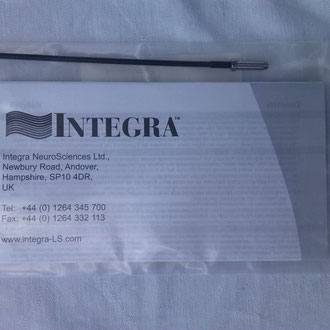 INTEGRA™
Integra NeuroSciences Ltd.,
Newbury Road, Andover,
Hampshire, SP10 4DR,
UK
Tel: +44 (0) 1264 345 700
Fax: +44 (0) 1264 332 113
www.integra-LS.com